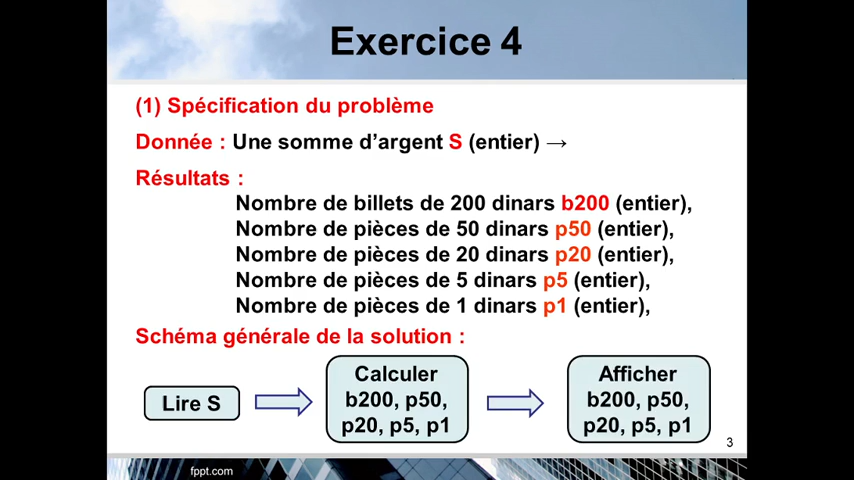 Exercice 4
(1) Spécification du problème
Donnée : Une somme d’argent S (entier) →
Résultats :
Nombre de billets de 200 dinars b200 (entier),
Nombre de pièces de 50 dinars p50 (entier),
Nombre de pièces de 20 dinars p20 (entier),
Nombre de pièces de 5 dinars p5 (entier),
Nombre de pièces de 1 dinars p1 (entier),
Schéma générale de la solution :
Lire S
Calculer
b200, p50,
p20, p5, p1
Afficher
b200, p50,
p20, p5, p1
3
fppt.com